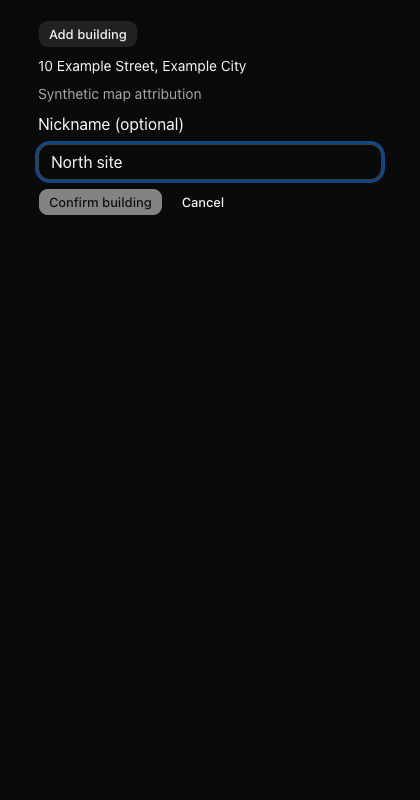 Add building
10 Example Street, Example City
Synthetic map attribution
Nickname (optional)
North site
Confirm building Cancel